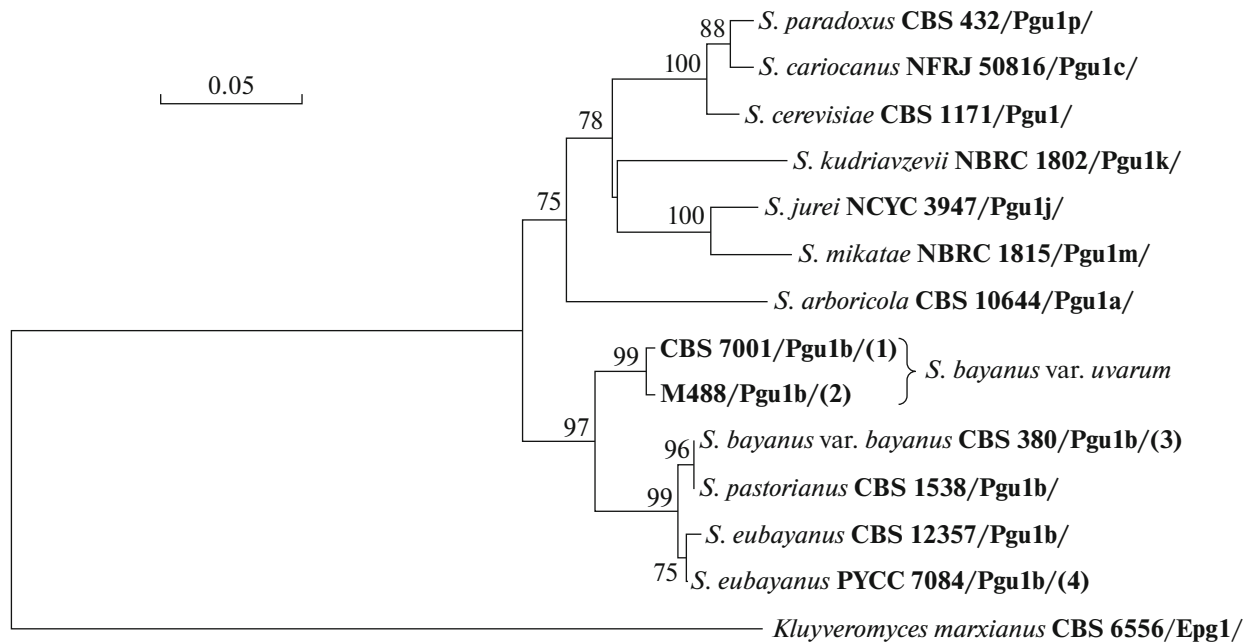 S. paradoxus CBS 432/Pgu1p/
88
S. cariocanus NFRJ 50816/Pgu1c/
100
0.05
S. cerevisiae CBS 1171/Pgu1/
78
S. kudriavzevii NBRC 1802/Pgu1k/
75
S. jurei NCYC 3947/Pgu1j/
100
S. mikatae NBRC 1815/Pgu1m/
S. arboricola CBS 10644/Pgu1a/
CBS 7001/Pgu1b/(1)
99
S. bayanus var. uvarum
M488/Pgu1b/(2)
97
S. bayanus var. bayanus CBS 380/Pgu1b/(3)
96
S. pastorianus CBS 1538/Pgu1b/
99
S. eubayanus CBS 12357/Pgu1b/
75
S. eubayanus PYCC 7084/Pgu1b/(4)
Kluyveromyces marxianus CBS 6556/Epg1/